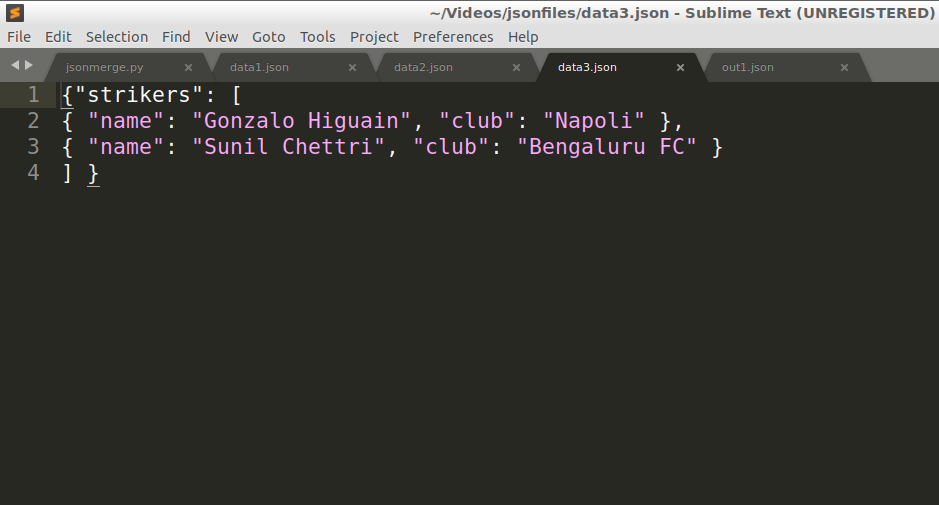 ~/Videos/jsonfiles/data3.json - Sublime Text (UNREGISTERED)
File Edit Selection Find View Goto Tools Project Preferences Help
jsonmerge.py × data1.json × data2.json × data3.json × out1.json ×
1 {"strikers": [
2 { "name": "Gonzalo Higuain", "club": "Napoli" },
3 { "name": "Sunil Chettri", "club": "Bengaluru FC" }
4 ] }